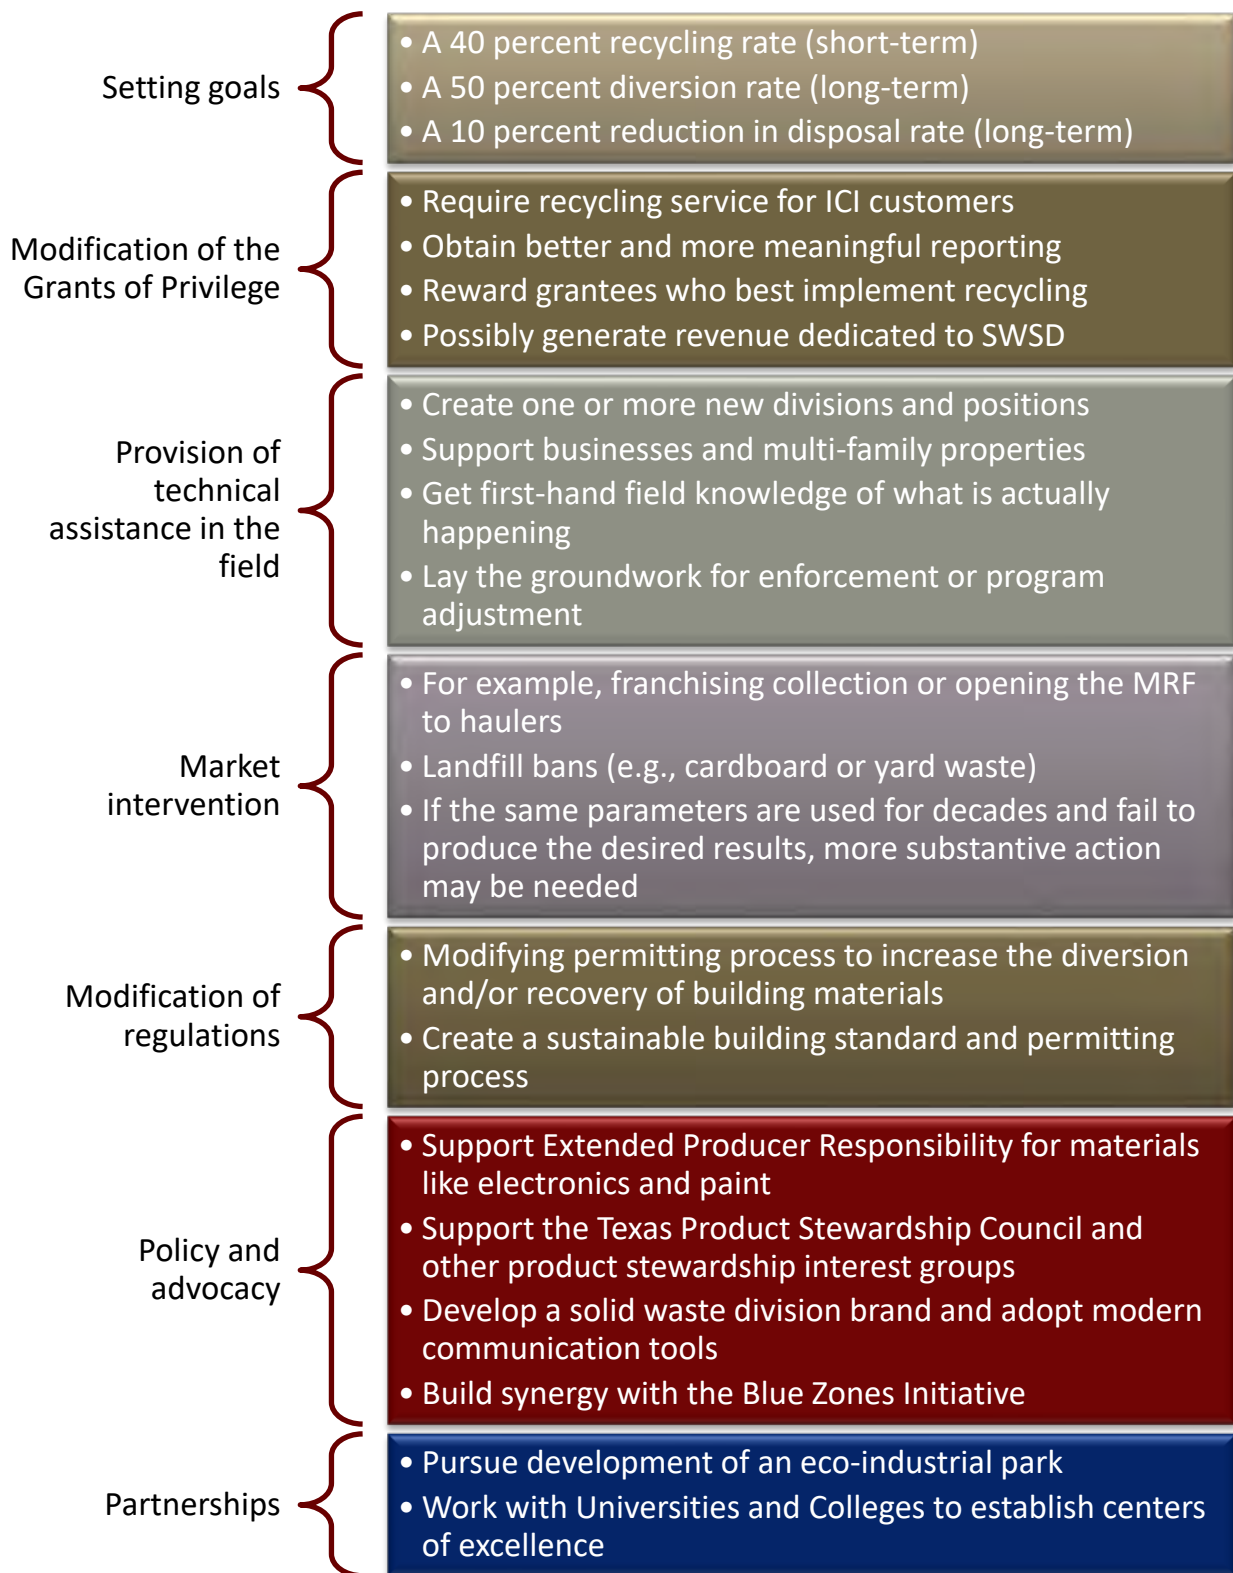 Setting goals
• A 40 percent recycling rate (short-term)
• A 50 percent diversion rate (long-term)
• A 10 percent reduction in disposal rate (long-term)
Modification of the
Grants of Privilege
• Require recycling service for ICI customers
• Obtain better and more meaningful reporting
• Reward grantees who best implement recycling
• Possibly generate revenue dedicated to SWSD
Provision of
technical
assistance in the
field
• Create one or more new divisions and positions
• Support businesses and multi-family properties
• Get first-hand field knowledge of what is actually
happening
• Lay the groundwork for enforcement or program
adjustment
Market
intervention
• For example, franchising collection or opening the MRF
to haulers
• Landfill bans (e.g., cardboard or yard waste)
• If the same parameters are used for decades and fail to
produce the desired results, more substantive action
may be needed
Modification of
regulations
• Modifying permitting process to increase the diversion
and/or recovery of building materials
• Create a sustainable building standard and permitting
process
Policy and
advocacy
• Support Extended Producer Responsibility for materials
like electronics and paint
• Support the Texas Product Stewardship Council and
other product stewardship interest groups
• Develop a solid waste division brand and adopt modern
communication tools
• Build synergy with the Blue Zones Initiative
Partnerships
• Pursue development of an eco-industrial park
• Work with Universities and Colleges to establish centers
of excellence